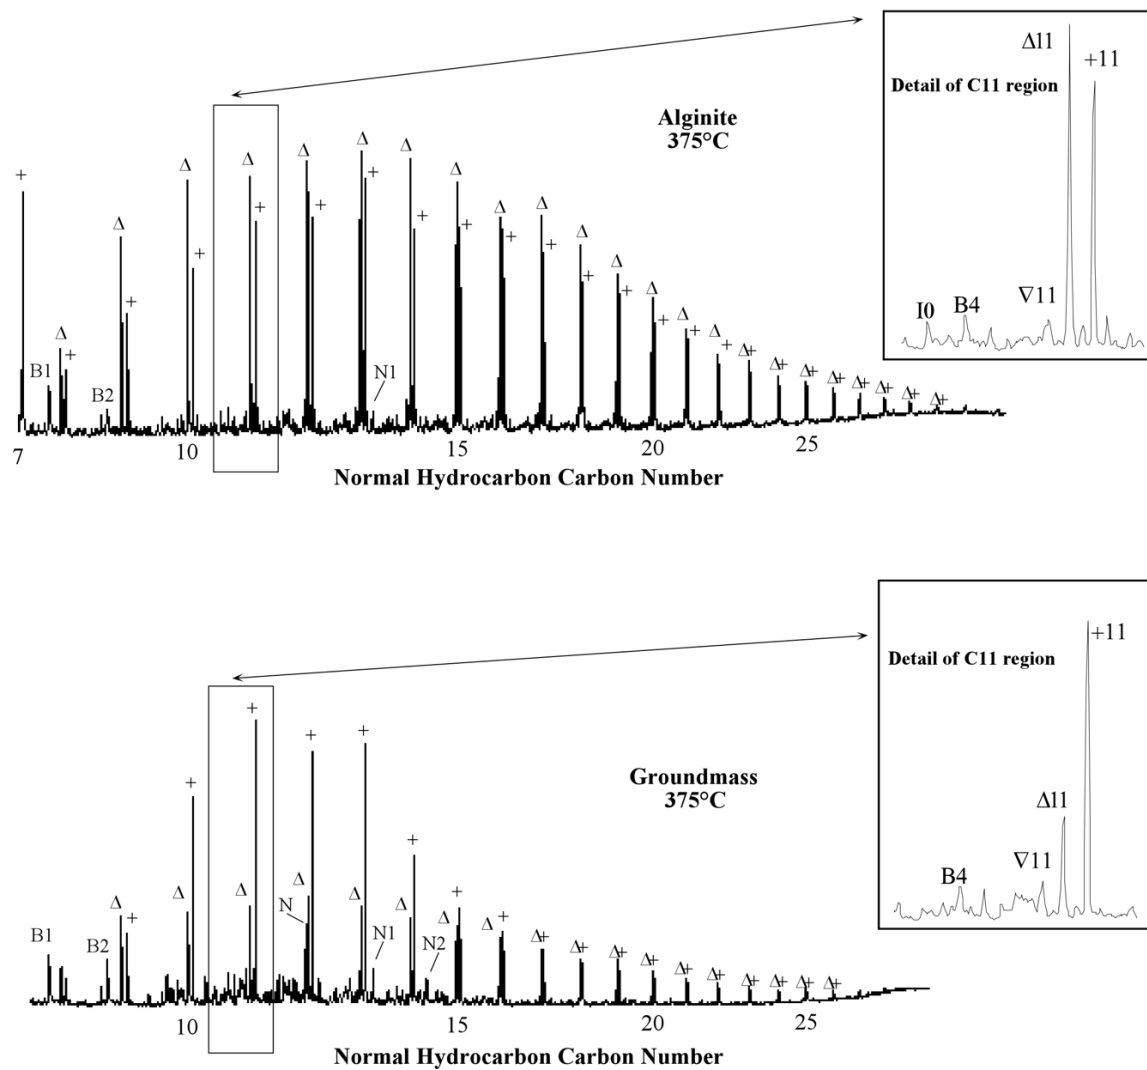 Δ11
+11
Detail of C11 region
I0
B4
∇11
Alginite
375°C
+
B1
Δ
+
B2
Δ
+
Δ
+
Δ
+
Δ
+
Δ
+
N1
Δ
+
Δ
+
Δ
+
Δ
+
Δ
+
Δ
+
Δ
+
Δ
+
Δ
+
Δ+
Δ+
Δ+
Δ+
Δ+
Δ+
Δ+
Δ+
7
10
15
20
25
Normal Hydrocarbon Carbon Number
+11
Detail of C11 region
Δ11
∇11
B4
Groundmass
375°C
B1
B2
Δ
+
Δ
+
Δ
+
N
Δ
+
Δ
+
N1
Δ
+
N2
Δ
+
Δ
+
Δ+
Δ+
Δ+
Δ+
Δ+
Δ+
Δ+
Δ+
Δ+
Δ+
10
15
20
25
Normal Hydrocarbon Carbon Number